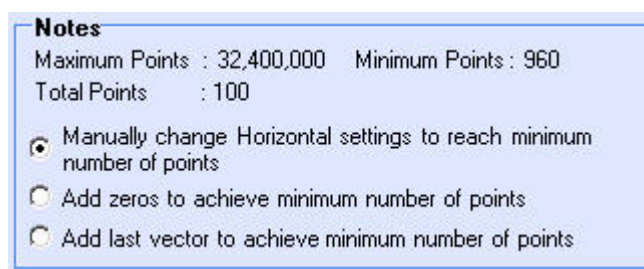 Notes
Maximum Points : 32,400,000 Minimum Points : 960
Total Points : 100
Manually change Horizontal settings to reach minimum
number of points
Add zeros to achieve minimum number of points
Add last vector to achieve minimum number of points